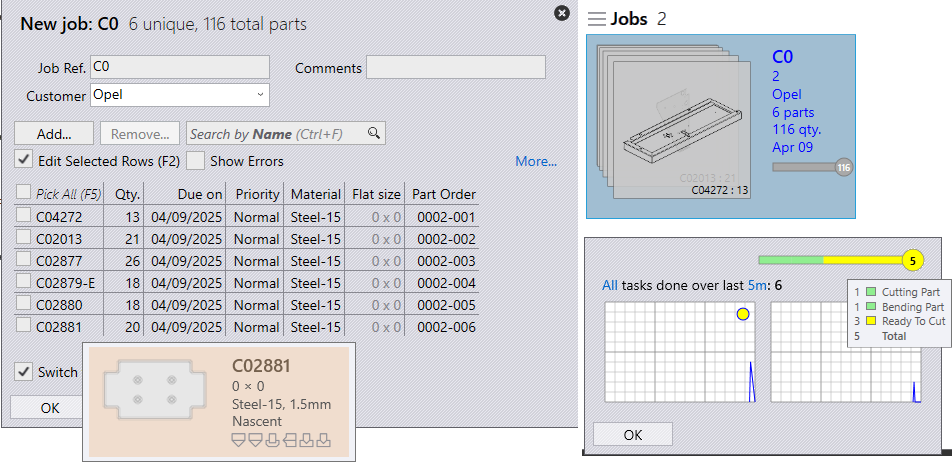 New job: C0 6 unique, 116 total parts
Job Ref. C0 Comments
Customer Opel
Add... Remove... Search by Name (Ctrl+F)
Edit Selected Rows (F2) Show Errors More...
Pick All (F5) Qty. Due on Priority Material Flat size Part Order
C04272 13 04/09/2025 Normal Steel-15 0 x 0 0002-001
C02013 21 04/09/2025 Normal Steel-15 0 x 0 0002-002
C02877 26 04/09/2025 Normal Steel-15 0 x 0 0002-003
C02879-E 18 04/09/2025 Normal Steel-15 0 x 0 0002-004
C02880 18 04/09/2025 Normal Steel-15 0 x 0 0002-005
C02881 20 04/09/2025 Normal Steel-15 0 x 0 0002-006
Switch
OK
C02881
0 × 0
Steel-15, 1.5mm
Nascent
Jobs 2
C0
2
Opel
6 parts
116 qty.
Apr 09
116
C02013 : 21
C04272 : 13
5
All tasks done over last 5m: 6
1 Cutting Part
1 Bending Part
3 Ready To Cut
5 Total
OK